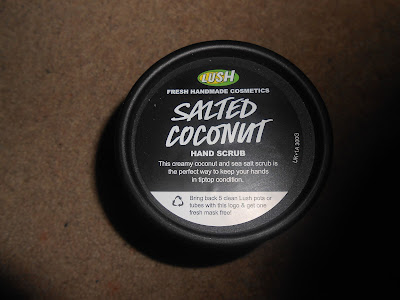 LUSH
FRESH HANDMADE COSMETICS
SALTED
COCONUT
HAND SCRUB
This creamy coconut and sea salt scrub is
the perfect way to keep your hands
in tiptop condition.
Bring back 5 clean Lush pots or
tubes with this logo & get one
fresh mask free!